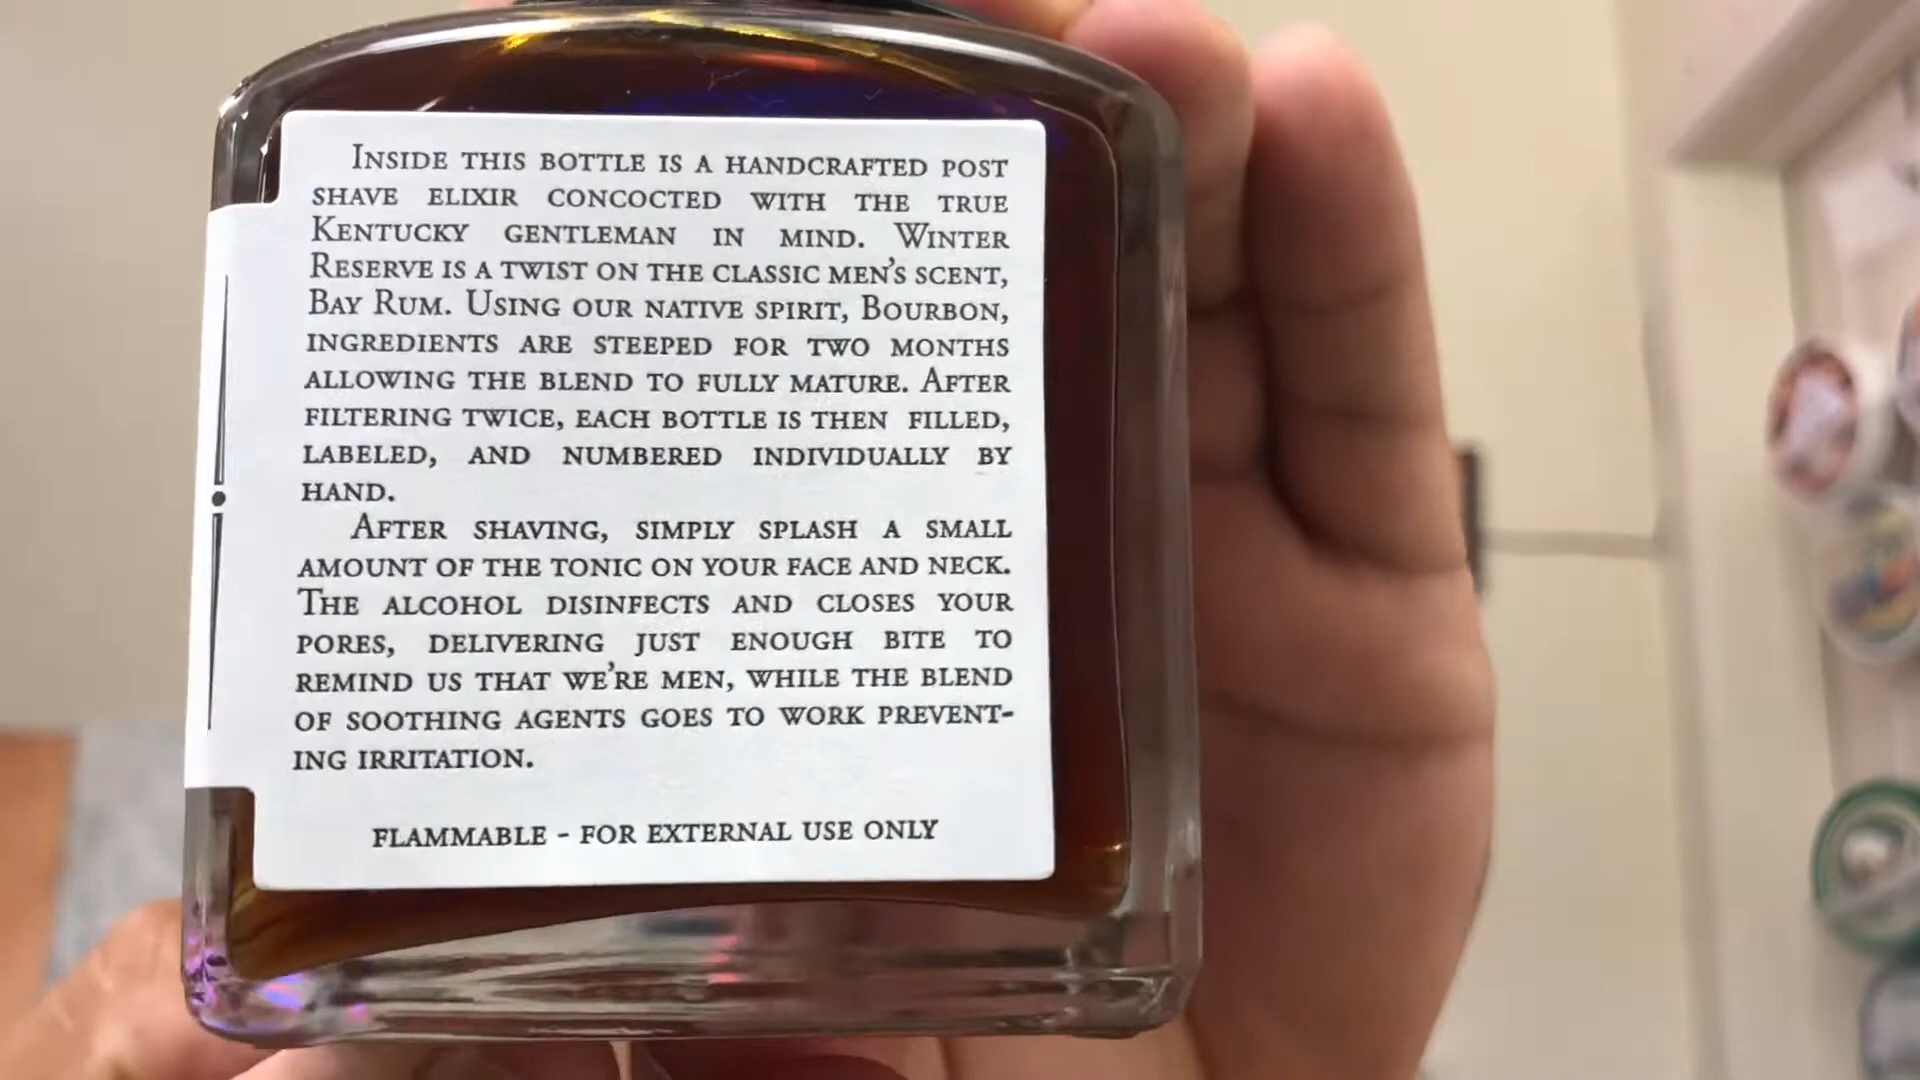 Inside this bottle is a handcrafted post
shave elixir concocted with the true
Kentucky gentleman in mind. Winter
Reserve is a twist on the classic men's scent,
Bay Rum. Using our native spirit, Bourbon,
ingredients are steeped for two months
allowing the blend to fully mature. After
filtering twice, each bottle is then filled,
labeled, and numbered individually by
hand.
After shaving, simply splash a small
amount of the tonic on your face and neck.
The alcohol disinfects and closes your
pores, delivering just enough bite to
remind us that we're men, while the blend
of soothing agents goes to work prevent-
ing irritation.
flammable - for external use only